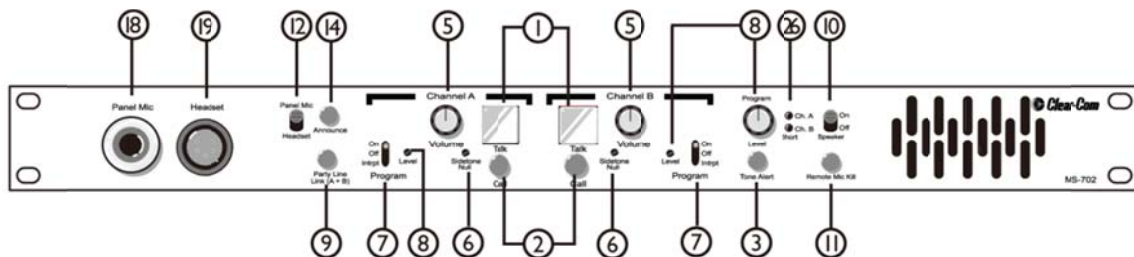 18 19 12 14 5 1 5 8 26 10
Panel Mic
Headset
Panel Mic
Headset
Announce
Party Line
Link (A + B)
Channel A
Volume
On
Off
Intrpt
Program
Level
Sidetone
Null
Talk
Call
Talk
Call
Channel B
Volume
Sidetone
Null
Level
On
Off
Intrpt
Program
Program
Level
Tone Alert
Ch. A
Ch. B
Short
On
Off
Speaker
Remote Mic Kill
Clear-Com
MS-702
9 7 8 6 2 6 7 3 11